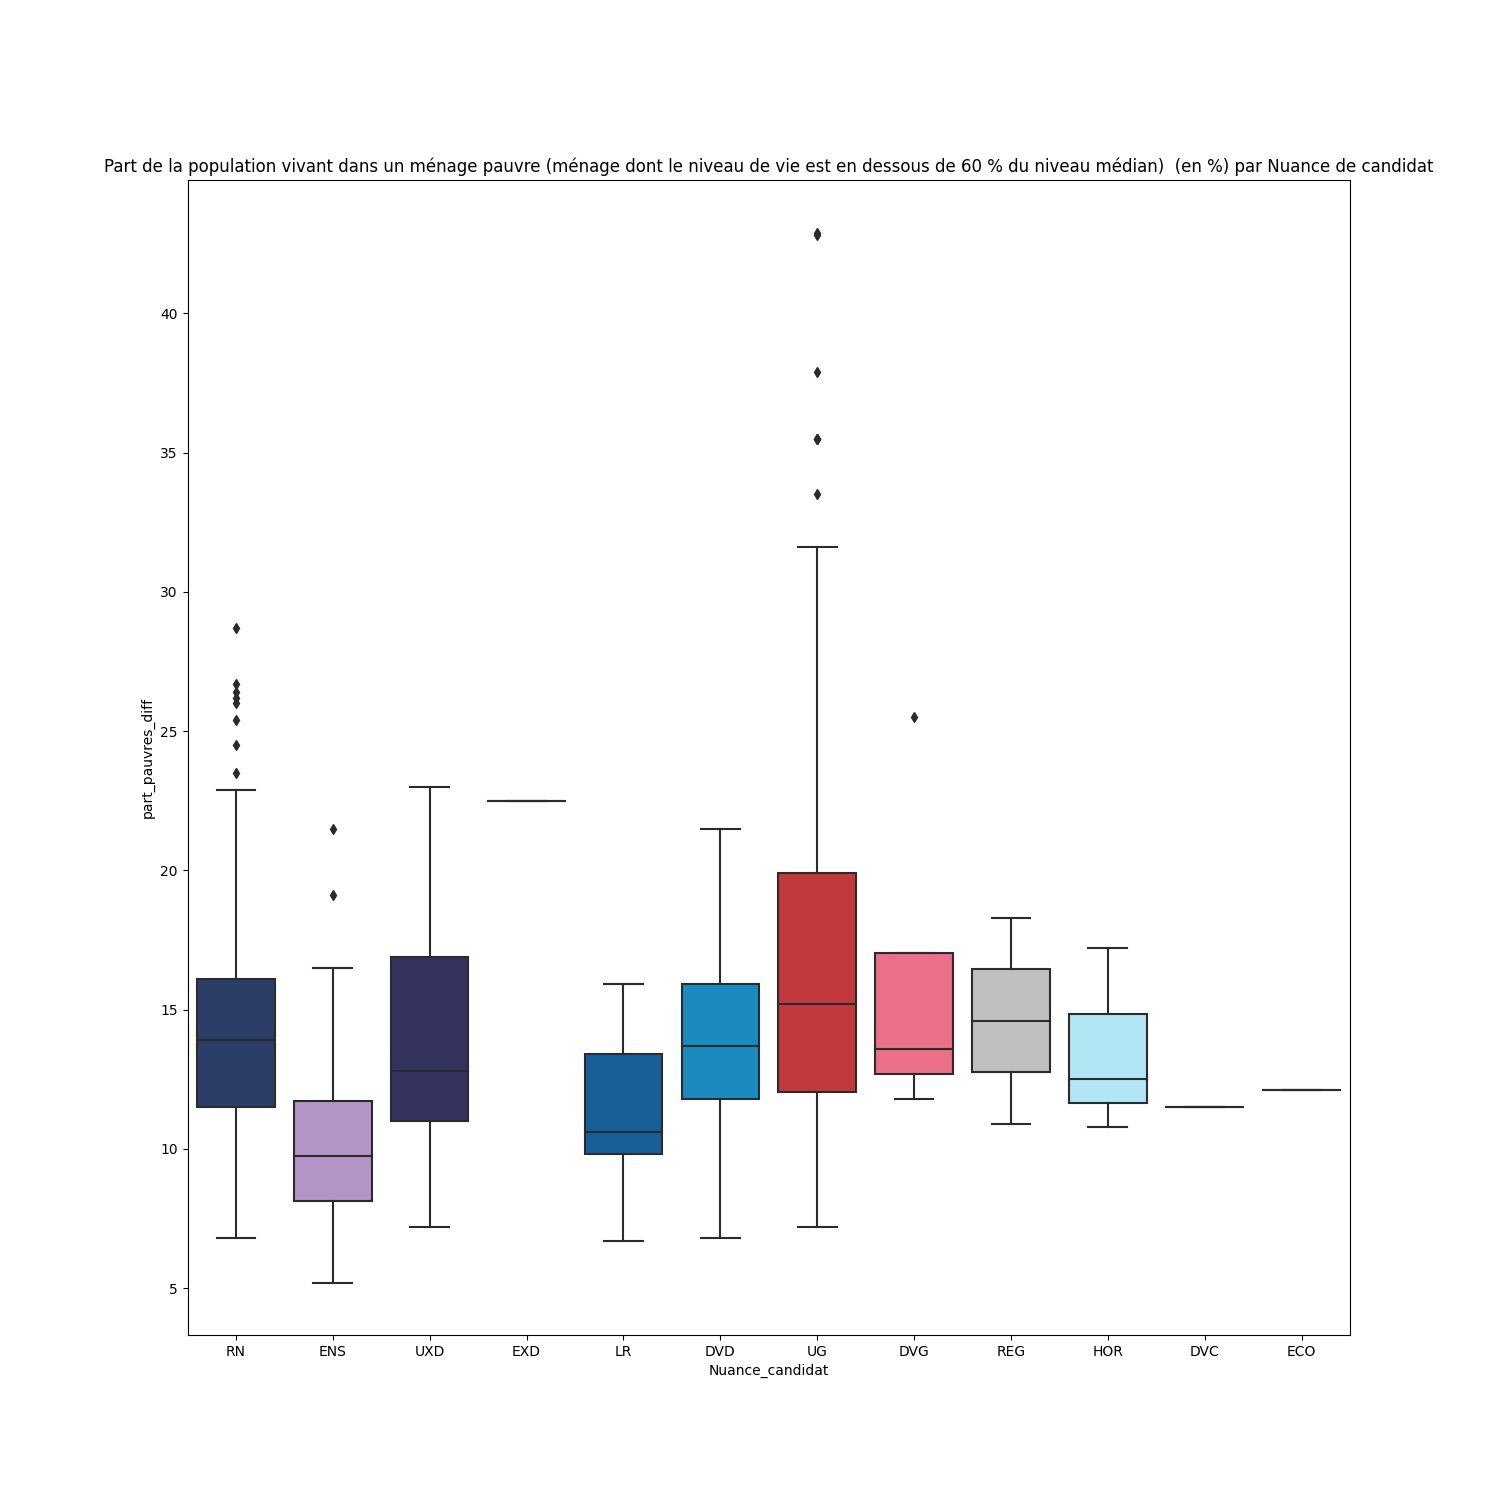 Part de la population vivant dans un ménage pauvre (ménage dont le niveau de vie est en dessous de 60 % du niveau médian)  (en %) par Nuance de candidat
part_pauvres_diff
40
35
30
25
20
15
10
5
RN ENS UXD EXD LR DVD UG DVG REG HOR DVC ECO
Nuance_candidat